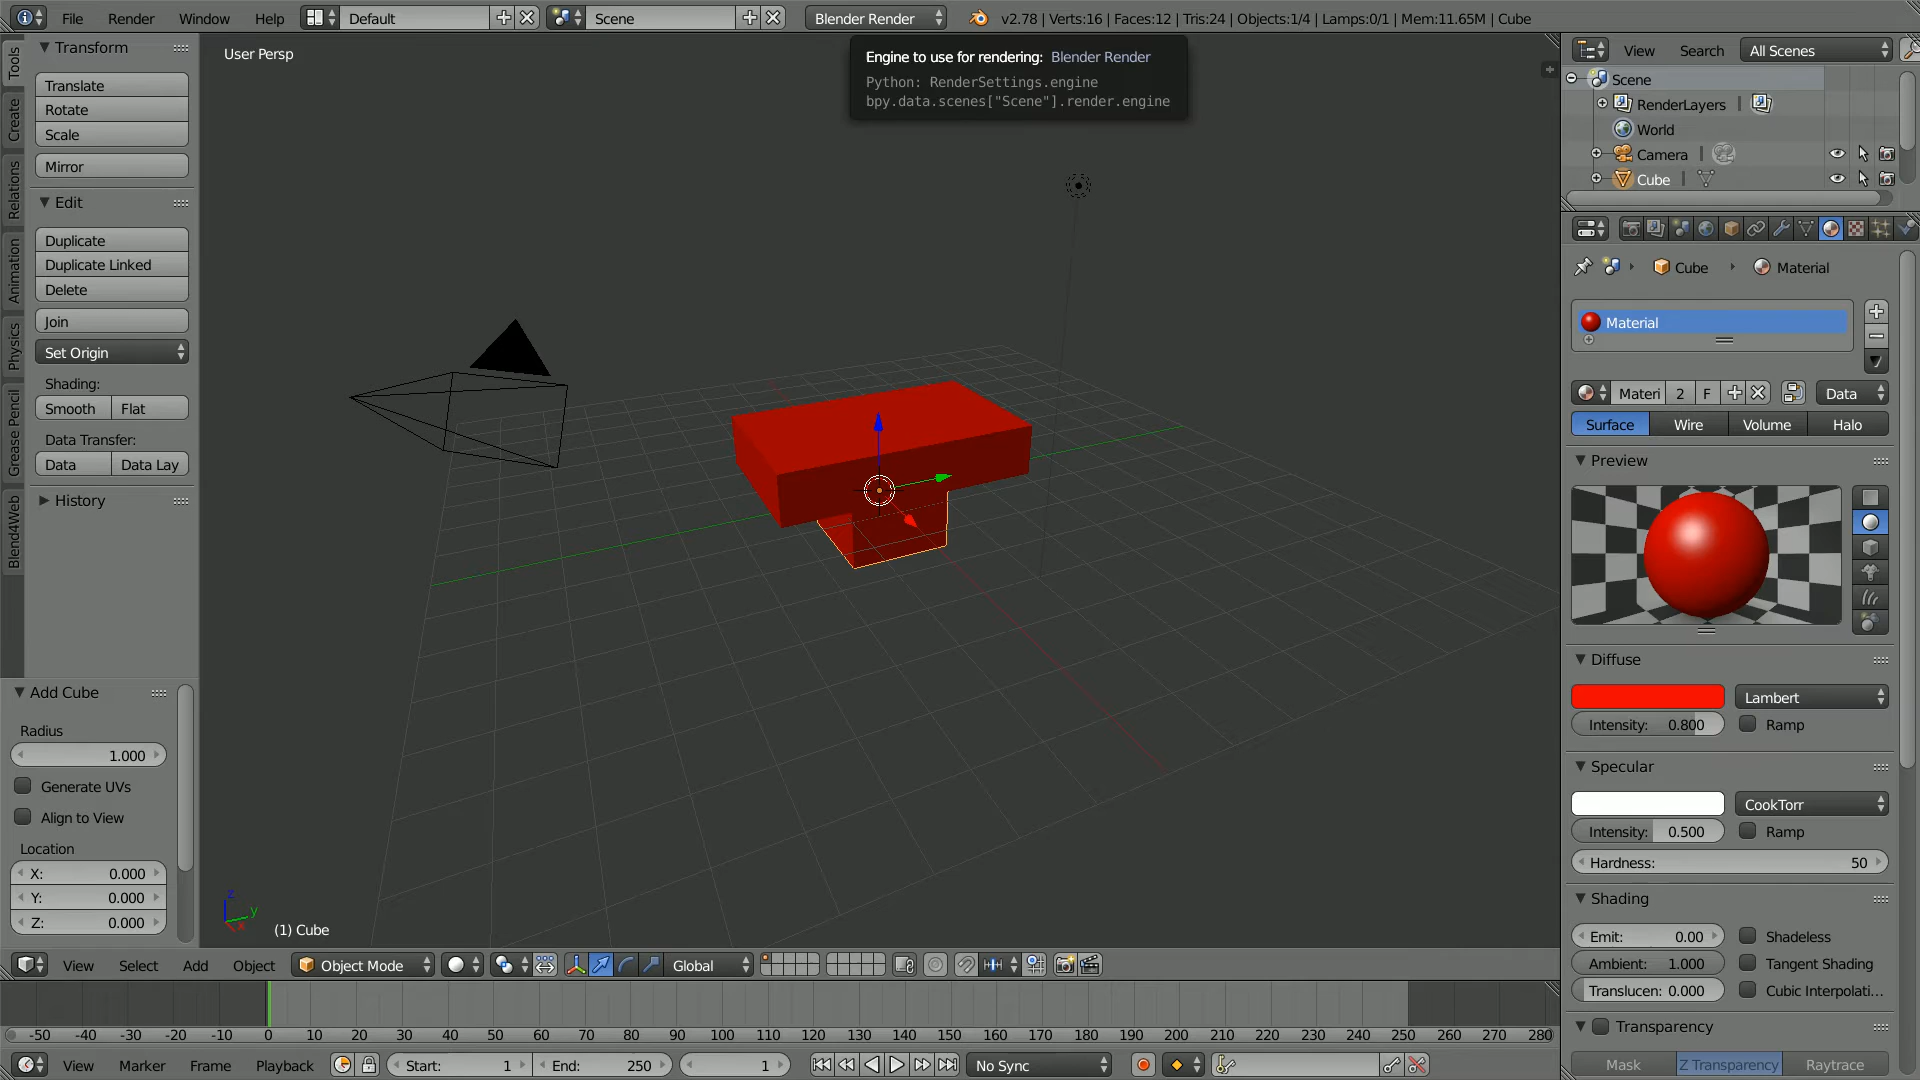 File Render Window Help Default Scene Blender Render v2.78 | Verts:16 | Faces:12 | Tris:24 | Objects:1/4 | Lamps:0/1 | Mem:11.65M | Cube
Tools
Create
Relations
Animation
Physics
Grease Pencil
Blend4Web
Transform
Translate
Rotate
Scale
Mirror
Edit
Duplicate
Duplicate Linked
Delete
Join
Set Origin
Shading:
Smooth Flat
Data Transfer:
Data Data Lay
History
Add Cube
Radius
1.000
Generate UVs
Align to View
Location
X: 0.000
Y: 0.000
Z: 0.000
User Persp
Engine to use for rendering: Blender Render
Python: RenderSettings.engine
bpy.data.scenes["Scene"].render.engine
z
y
x
(1) Cube
View Select Add Object Object Mode Global
View Search All Scenes
Scene
RenderLayers |
World
Camera |
Cube |
Cube Material
Material
Materi 2 F Data
Surface Wire Volume Halo
Preview
Diffuse
Lambert
Intensity: 0.800 Ramp
Specular
CookTorr
Intensity: 0.500 Ramp
Hardness: 50
Shading
Emit: 0.00 Shadeless
Ambient: 1.000 Tangent Shading
Translucen: 0.000 Cubic Interpolati...
Transparency
Mask Z Transparency Raytrace
-50 -40 -30 -20 -10 0 10 20 30 40 50 60 70 80 90 100 110 120 130 140 150 160 170 180 190 200 210 220 230 240 250 260 270 280
View Marker Frame Playback Start: 1 End: 250 1 No Sync